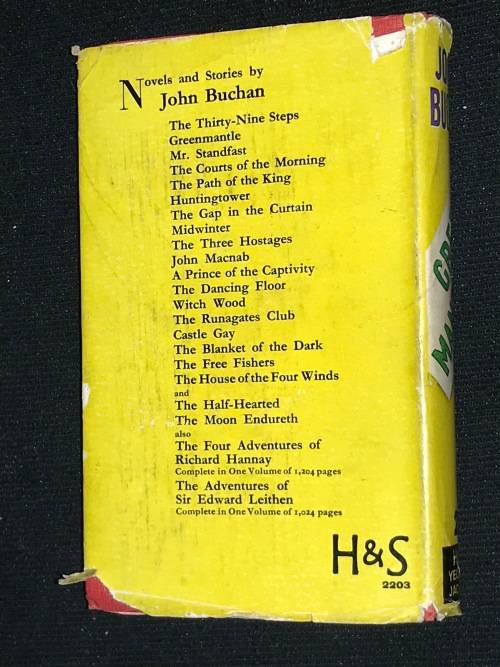 Novels and Stories by
John Buchan
The Thirty-Nine Steps
Greenmantle
Mr. Standfast
The Courts of the Morning
The Path of the King
Huntingtower
The Gap in the Curtain
Midwinter
The Three Hostages
John Macnab
A Prince of the Captivity
The Dancing Floor
Witch Wood
The Runagates Club
Castle Gay
The Blanket of the Dark
The Free Fishers
The House of the Four Winds
and
The Half-Hearted
The Moon Endureth
also
The Four Adventures of
Richard Hannay
Complete in One Volume of 1,204 pages
The Adventures of
Sir Edward Leithen
Complete in One Volume of 1,024 pages
H&S
2203